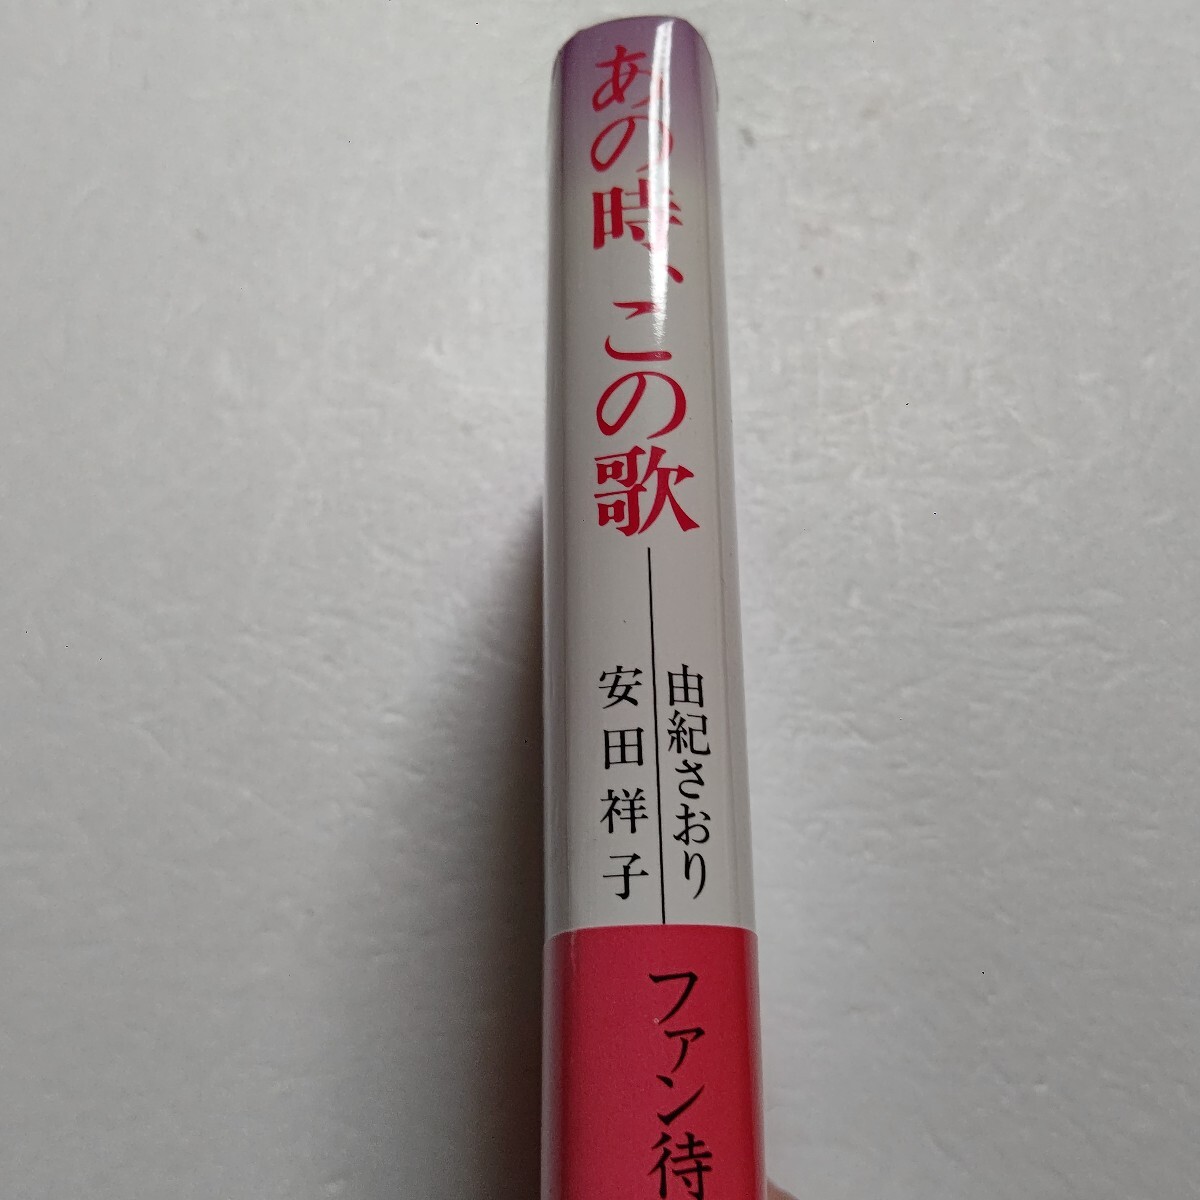 あの時、この歌
由紀さおり
安田祥子
ファン待